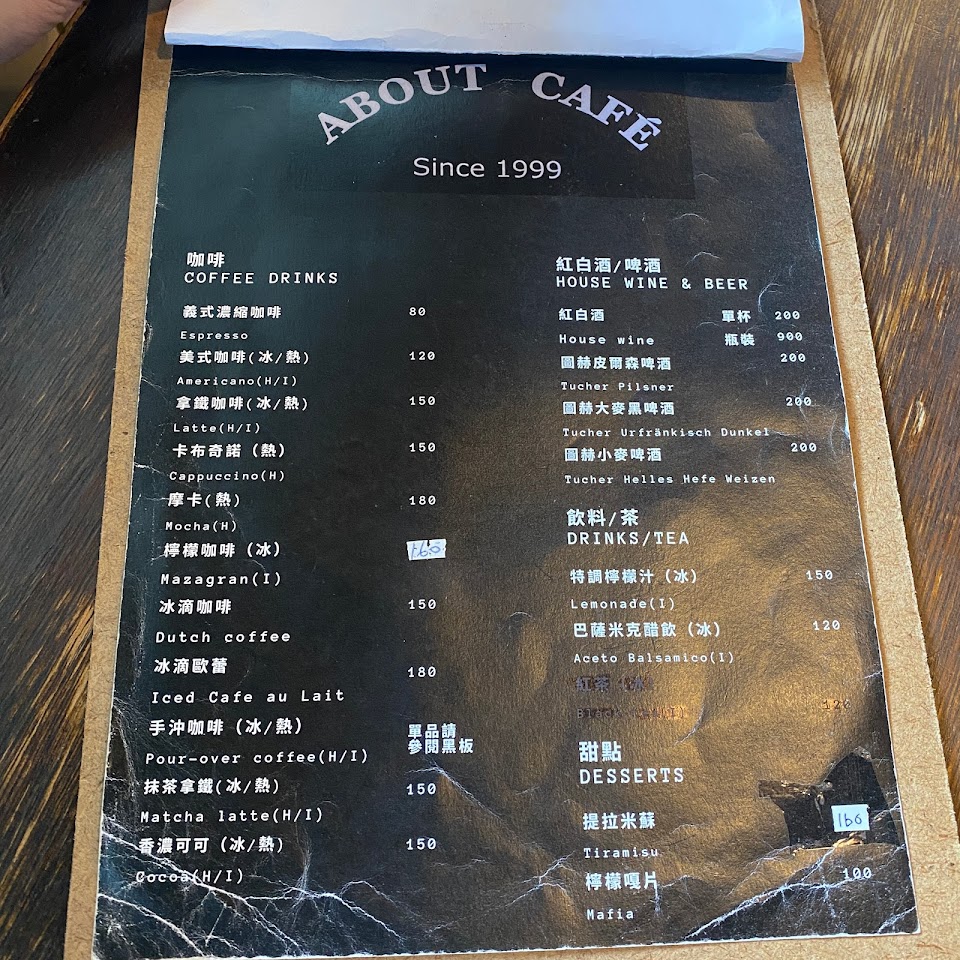 ABOUT CAFÉ
Since 1999
咖啡
COFFEE DRINKS
義式濃縮咖啡 80
Espresso
美式咖啡(冰/熱) 120
Americano(H/I)
拿鐵咖啡(冰/熱) 150
Latte(H/I)
卡布奇諾 (熱) 150
Cappuccino(H)
摩卡(熱) 180
Mocha(H)
檸檬咖啡 (冰) 160
Mazagran(I)
冰滴咖啡 150
Dutch coffee
冰滴歐蕾 180
Iced Cafe au Lait
手沖咖啡 (冰/熱) 單品請
參閱黑板
Pour-over coffee(H/I)
抹茶拿鐵(冰/熱) 150
Matcha latte(H/I)
香濃可可 (冰/熱) 150
Cocoa(H/I)
紅白酒/啤酒
HOUSE WINE & BEER
紅白酒 單杯 200
House wine 瓶裝 900
圖赫皮爾森啤酒 200
Tucher Pilsner
圖赫大麥黑啤酒 200
Tucher Urfränkisch Dunkel
圖赫小麥啤酒 200
Tucher Helles Hefe Weizen
飲料/茶
DRINKS/TEA
特調檸檬汁 (冰) 150
Lemonade(I)
巴薩米克醋飲 (冰) 120
Aceto Balsamico(I)
紅茶 (冰)
120
甜點
DESSERTS
提拉米蘇 160
Tiramisu
檸檬嘎片 100
Mafia